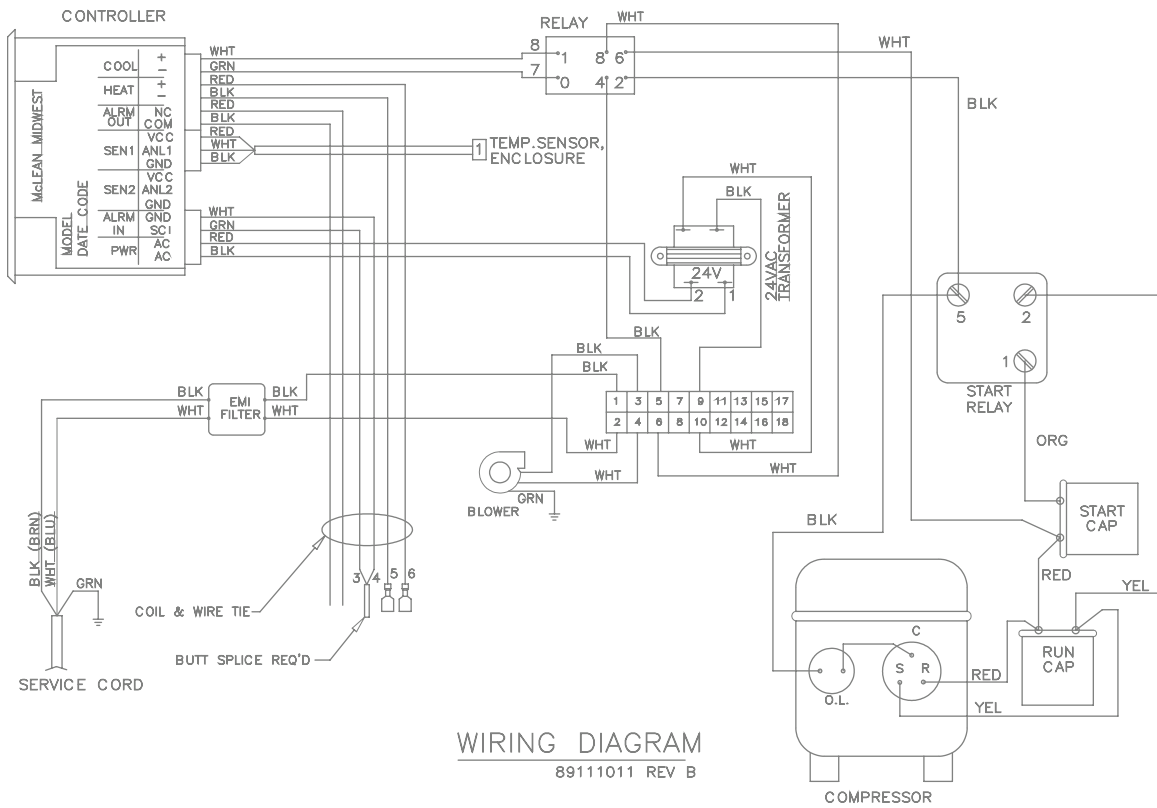 CONTROLLER
McLEAN MIDWEST
MODEL
DATE CODE
COOL + −
HEAT + −
ALRM OUT NC COM
SEN1 VCC ANL1 GND
SEN2 VCC ANL2 GND
ALRM IN GND SCI
PWR AC AC
WHT
GRN
RED
BLK
RED
BLK
RED
WHT
BLK
WHT
GRN
RED
BLK
RELAY
8 1 8 6
7 0 4 2
WHT
WHT
BLK
1 TEMP.SENSOR,
ENCLOSURE
WHT
BLK
24V
2 1
24VAC
TRANSFORMER
BLK
BLK
BLK
5 2
1
START
RELAY
ORG
BLK EMI BLK
WHT FILTER WHT
1 3 5 7 9 11 13 15 17
2 4 6 8 10 12 14 16 18
WHT
WHT
WHT
WHT
GRN
BLOWER
BLK
START
CAP
BLK (BRN)
WHT (BLU)
GRN
3 4 5 6
COIL & WIRE TIE
BUTT SPLICE REQ'D
SERVICE CORD
RED
YEL
RUN
CAP
C
S R
O.L.
RED
YEL
COMPRESSOR
WIRING DIAGRAM
89111011 REV B